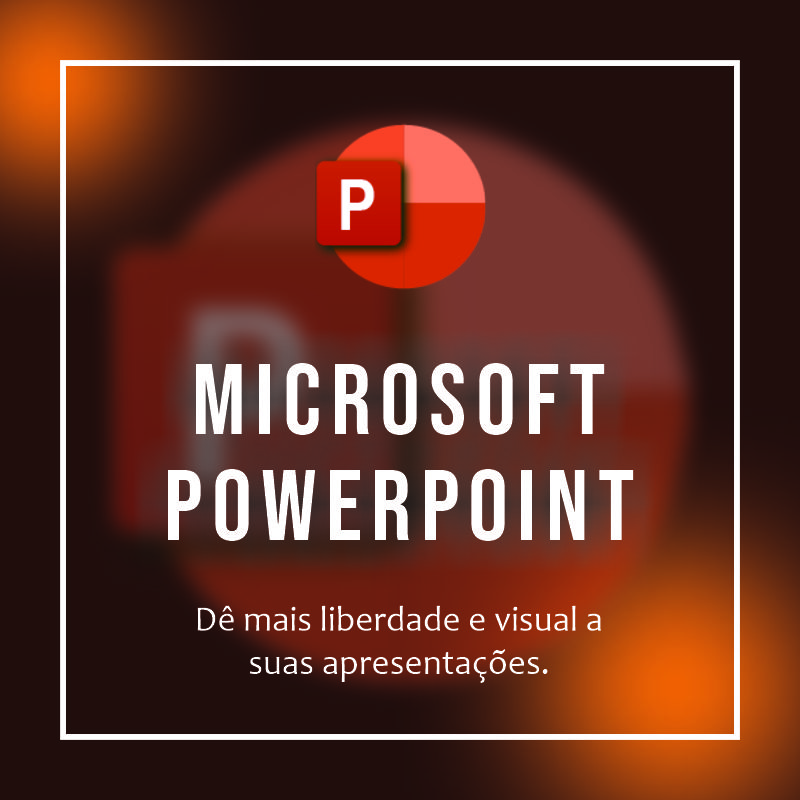 P
MICROSOFT
POWERPOINT
Dê mais liberdade e visual a
suas apresentações.